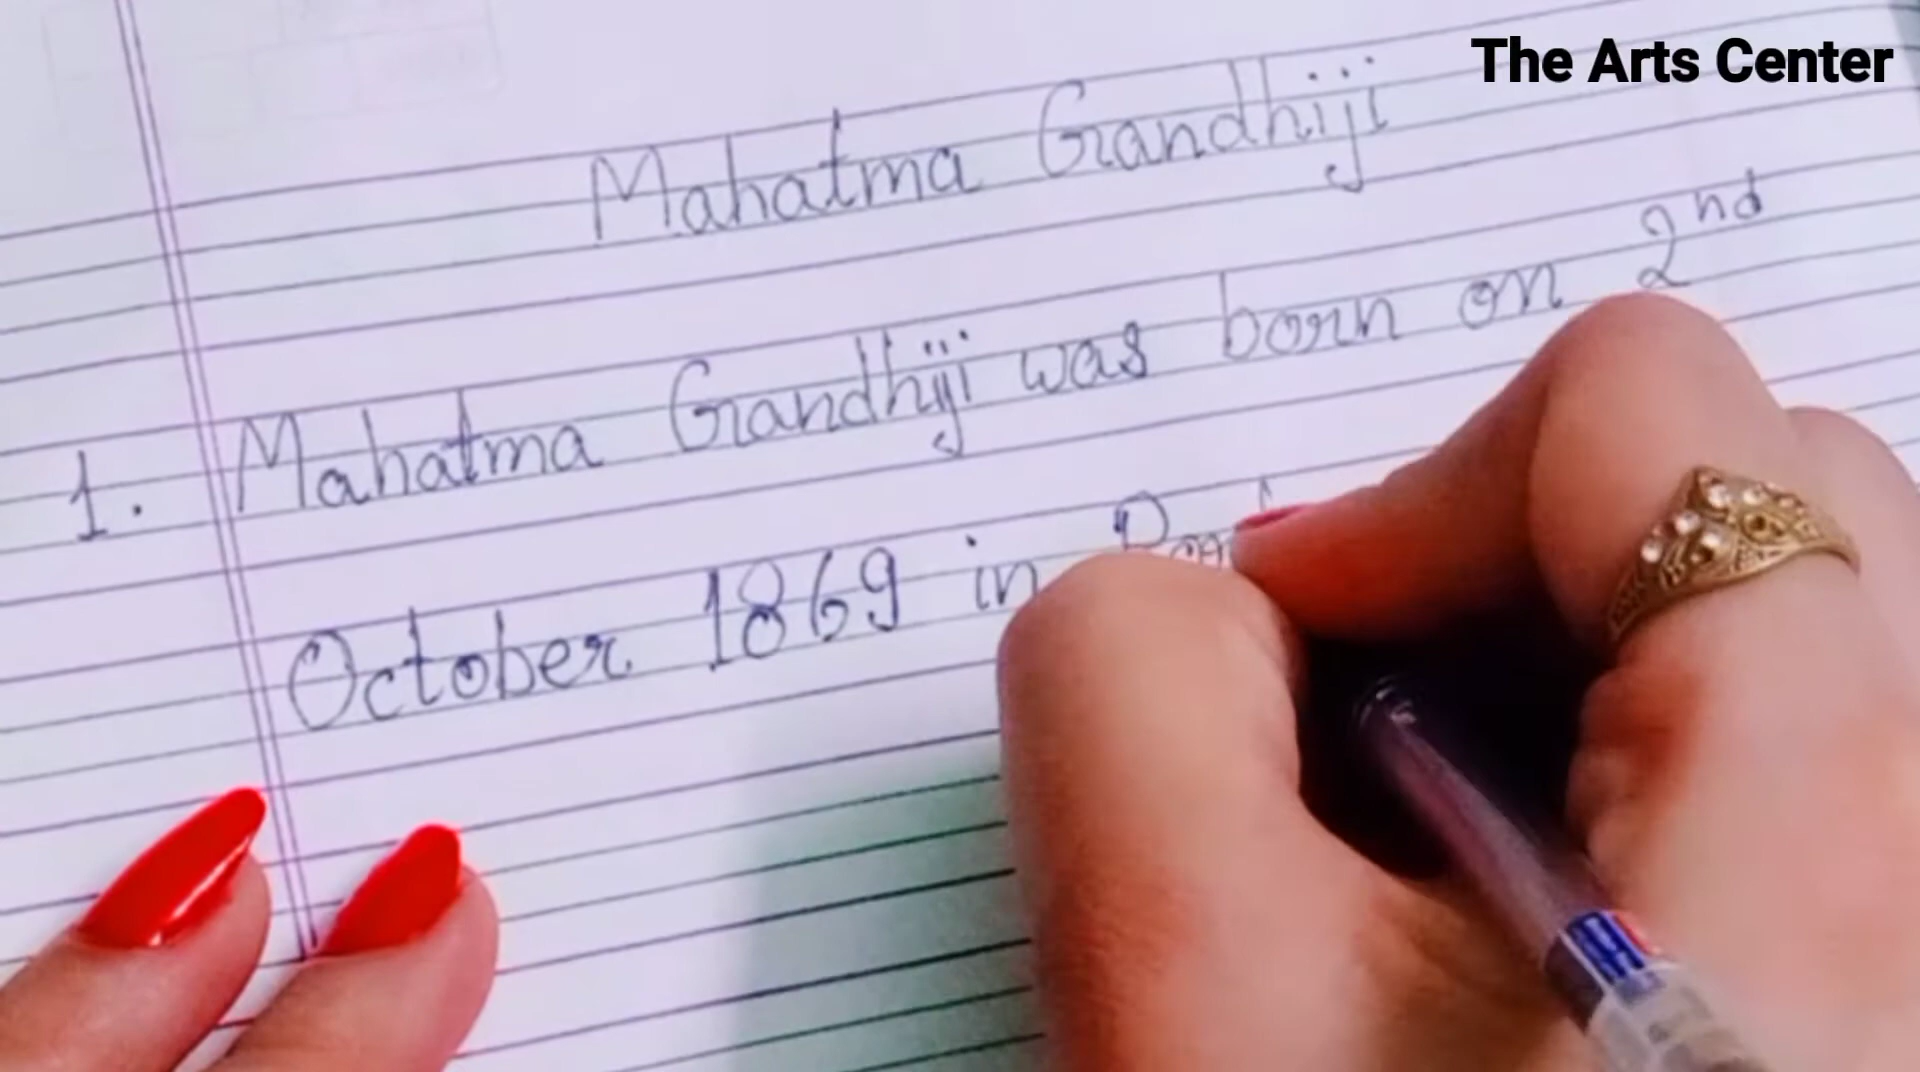 The Arts Center
Mahatma Gandhiji
1. Mahatma Gandhiji was born on 2nd
October 1869 in